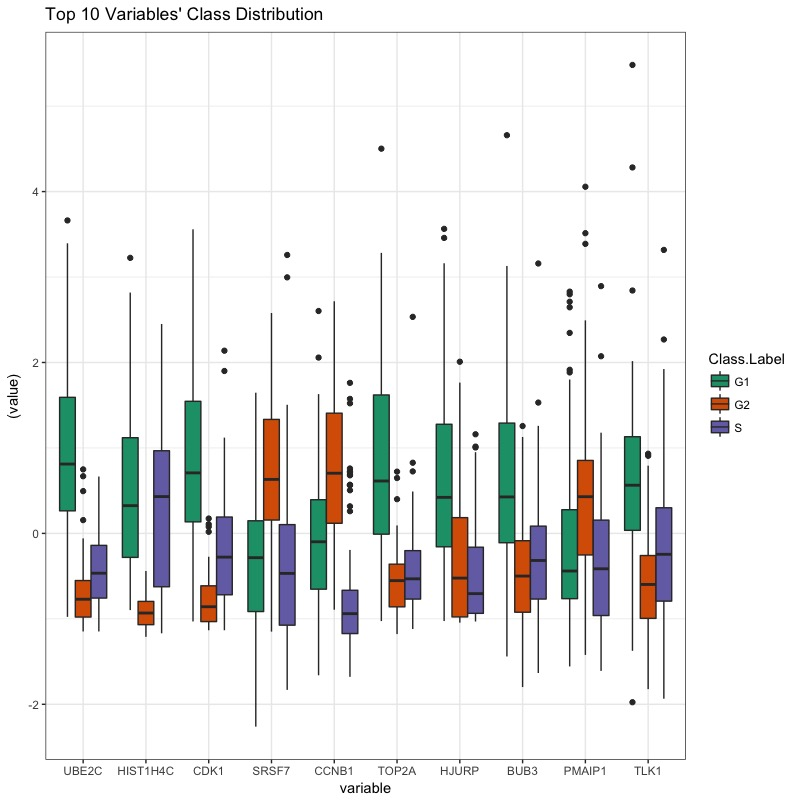 Top 10 Variables' Class Distribution
(value)
4
2
0
-2
UBE2C HIST1H4C CDK1 SRSF7 CCNB1 TOP2A HJURP BUB3 PMAIP1 TLK1
variable
Class.Label
G1
G2
S